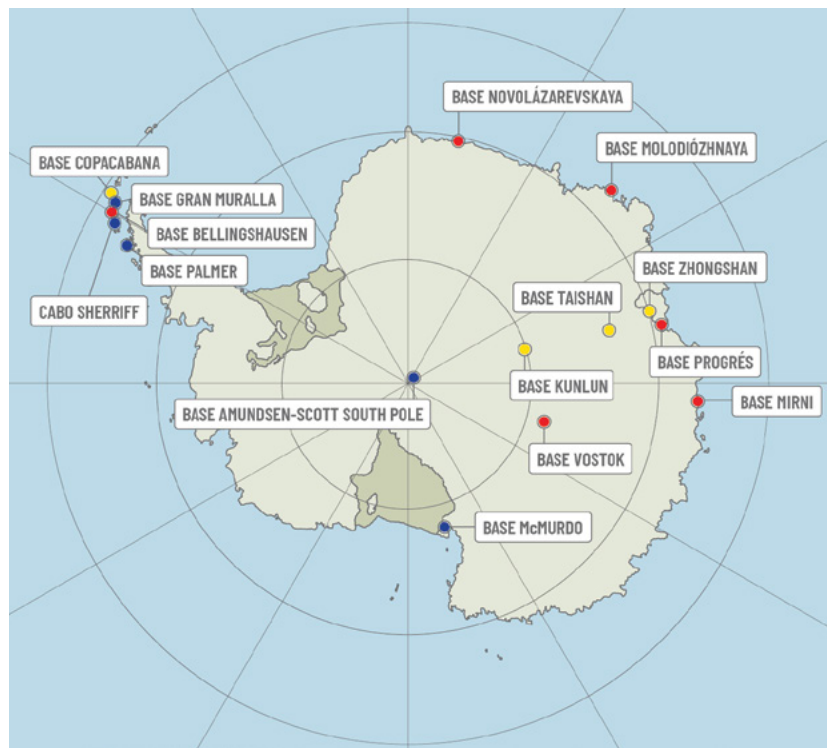 BASE NOVOLÁZAREVSKAYA
BASE MOLODIÓZHNAYA
BASE COPACABANA
BASE GRAN MURALLA
BASE BELLINGSHAUSEN
BASE PALMER
CABO SHERRIFF
BASE ZHONGSHAN
BASE TAISHAN
BASE PROGRÉS
BASE KUNLUN
BASE MIRNI
BASE AMUNDSEN-SCOTT SOUTH POLE
BASE VOSTOK
BASE McMURDO